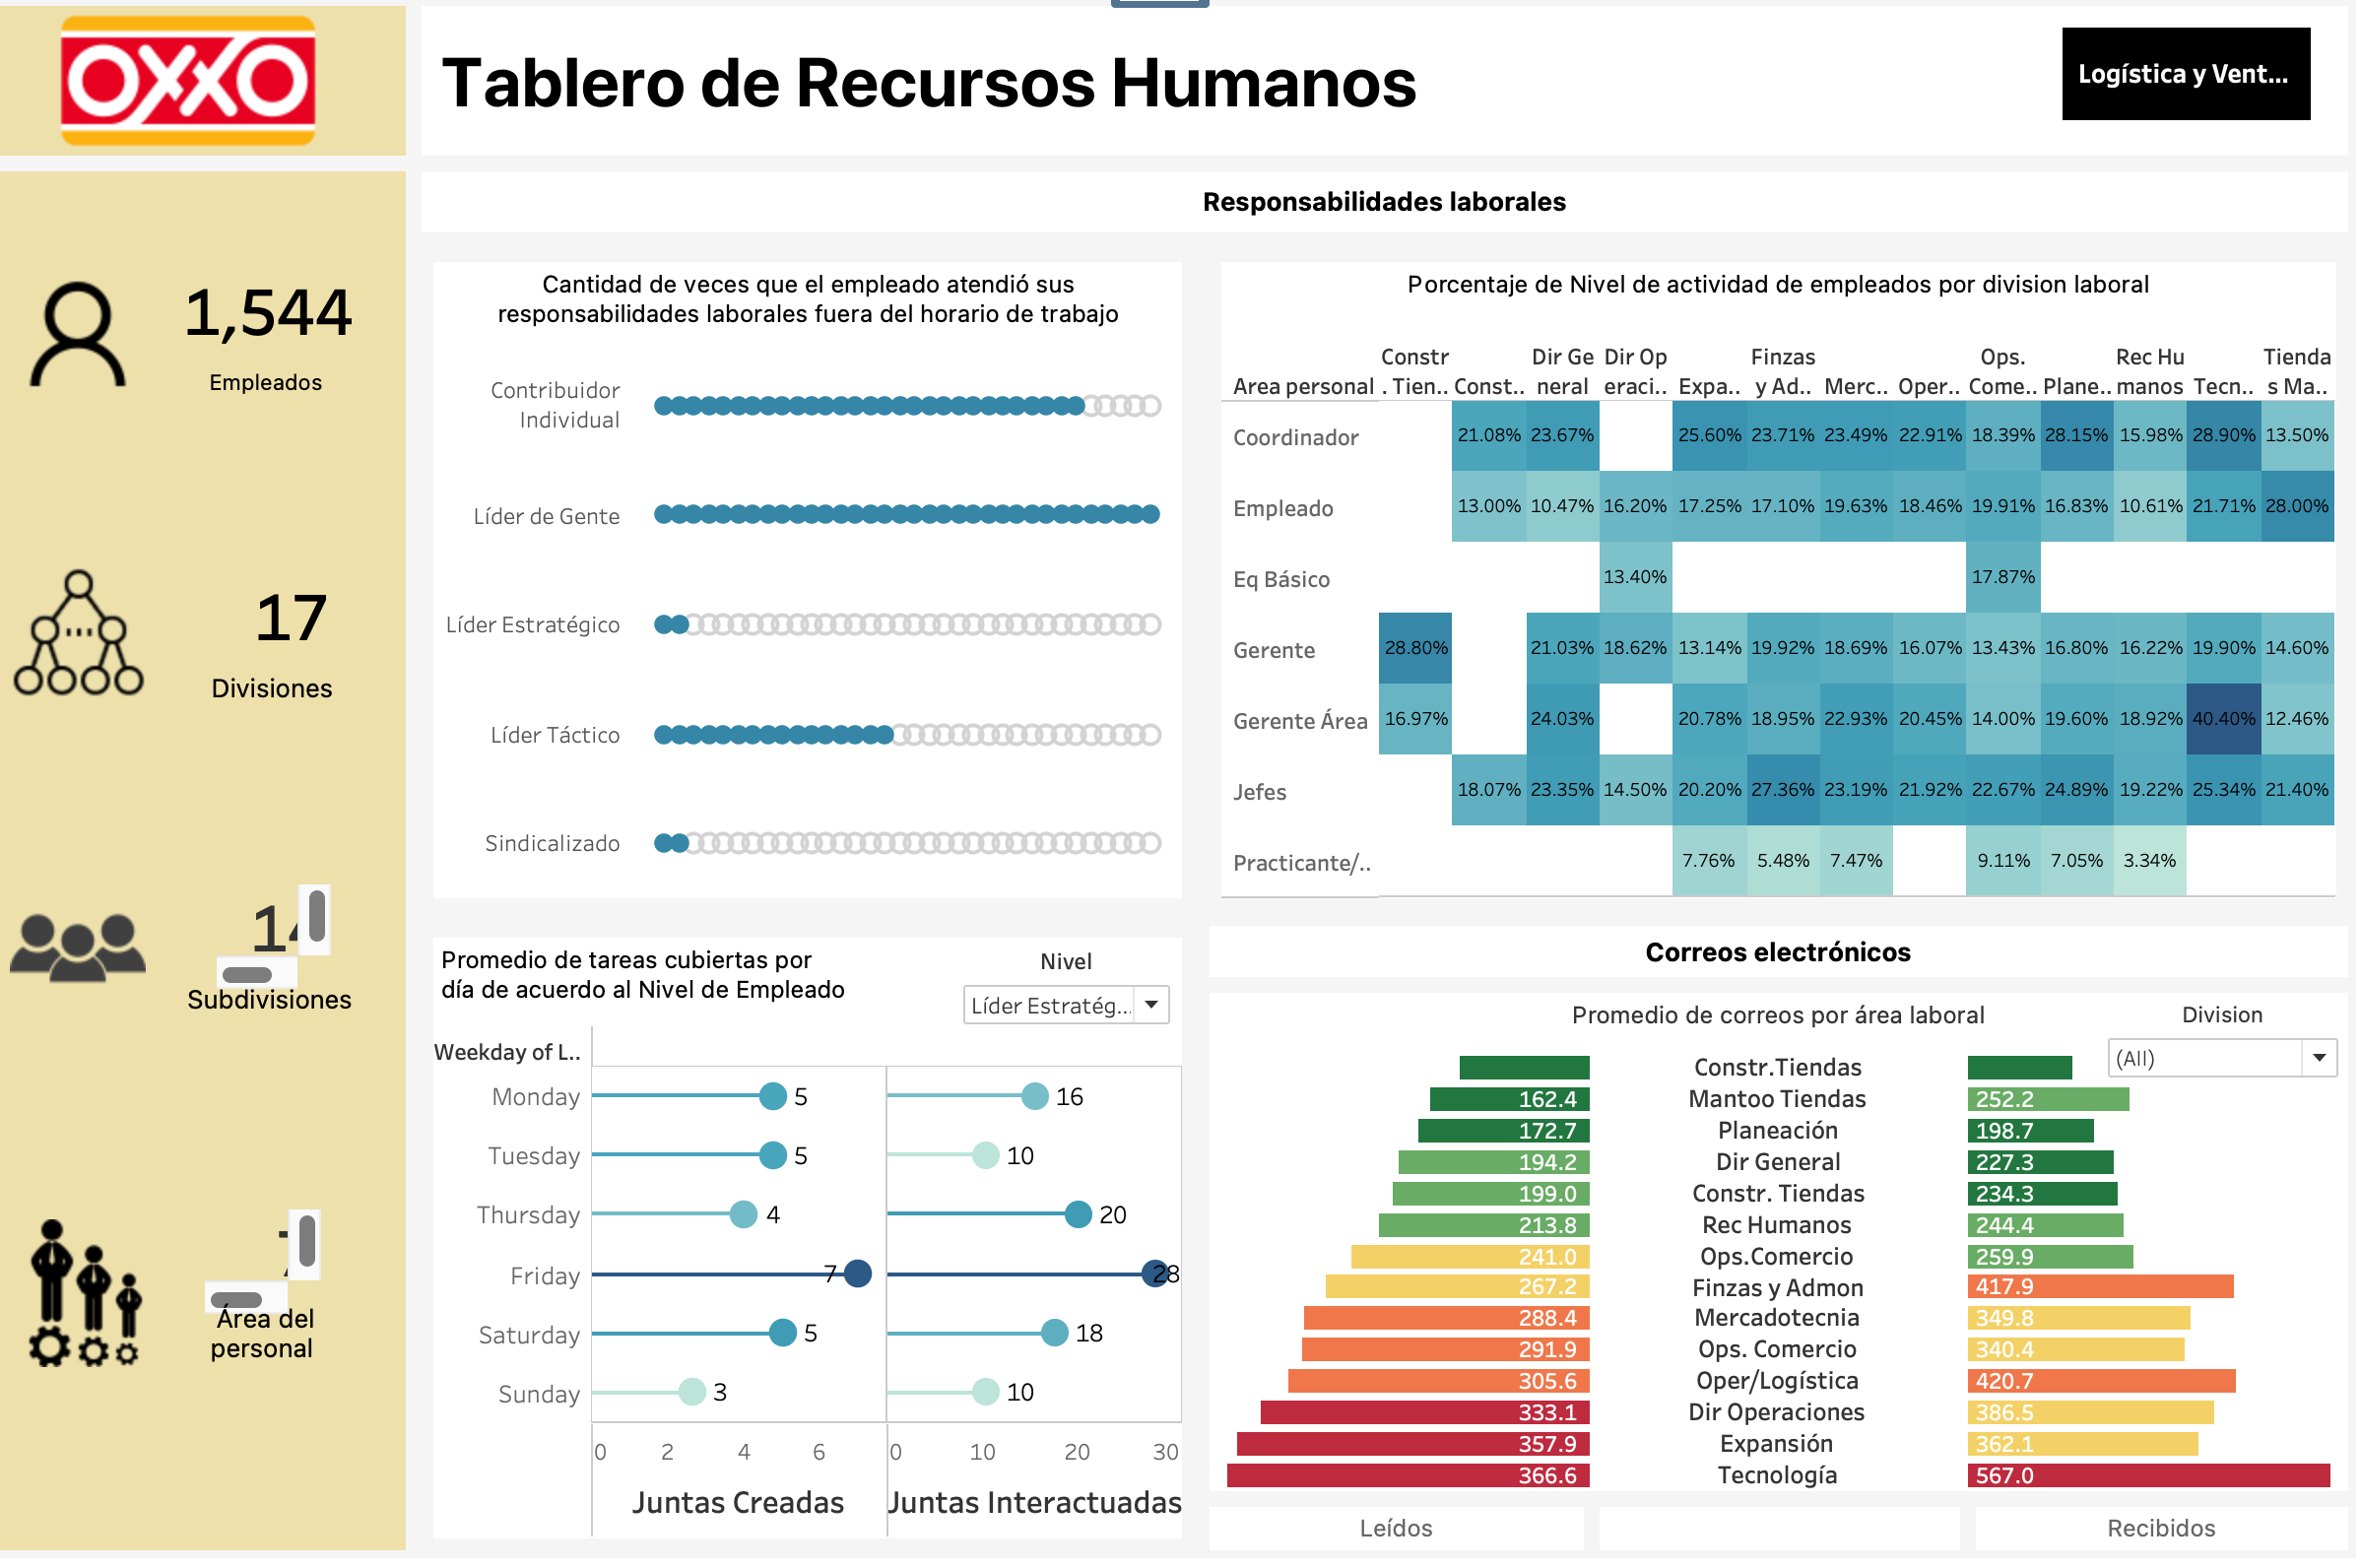 OXXO
Tablero de Recursos Humanos
Logística y Vent...
Responsabilidades laborales
1,544
Empleados
17
Divisiones
Subdivisiones
Área del
personal
Cantidad de veces que el empleado atendió sus
responsabilidades laborales fuera del horario de trabajo
Contribuidor
Individual
Líder de Gente
Líder Estratégico
Líder Táctico
Sindicalizado
Porcentaje de Nivel de actividad de empleados por division laboral
Constr Dir Ge Dir Op Finzas Ops. Rec Hu Tienda
Area personal . Tien.. Const.. neral eraci.. Expa.. y Ad.. Merc.. Oper.. Come.. Plane.. manos Tecn.. s Ma..
Coordinador 21.08% 23.67% 25.60% 23.71% 23.49% 22.91% 18.39% 28.15% 15.98% 28.90% 13.50%
Empleado 13.00% 10.47% 16.20% 17.25% 17.10% 19.63% 18.46% 19.91% 16.83% 10.61% 21.71% 28.00%
Eq Básico 13.40% 17.87%
Gerente 28.80% 21.03% 18.62% 13.14% 19.92% 18.69% 16.07% 13.43% 16.80% 16.22% 19.90% 14.60%
Gerente Área 16.97% 24.03% 20.78% 18.95% 22.93% 20.45% 14.00% 19.60% 18.92% 40.40% 12.46%
Jefes 18.07% 23.35% 14.50% 20.20% 27.36% 23.19% 21.92% 22.67% 24.89% 19.22% 25.34% 21.40%
Practicante/.. 7.76% 5.48% 7.47% 9.11% 7.05% 3.34%
Promedio de tareas cubiertas por
día de acuerdo al Nivel de Empleado
Nivel
Líder Estratég...
Weekday of L..
Monday 5 16
Tuesday 5 10
Thursday 4 20
Friday 7 28
Saturday 5 18
Sunday 3 10
0 2 4 6 0 10 20 30
Juntas Creadas Juntas Interactuadas
Correos electrónicos
Promedio de correos por área laboral
Division
(All)
Constr.Tiendas
162.4 Mantoo Tiendas 252.2
172.7 Planeación 198.7
194.2 Dir General 227.3
199.0 Constr. Tiendas 234.3
213.8 Rec Humanos 244.4
241.0 Ops.Comercio 259.9
267.2 Finzas y Admon 417.9
288.4 Mercadotecnia 349.8
291.9 Ops. Comercio 340.4
305.6 Oper/Logística 420.7
333.1 Dir Operaciones 386.5
357.9 Expansión 362.1
366.6 Tecnología 567.0
Leídos Recibidos